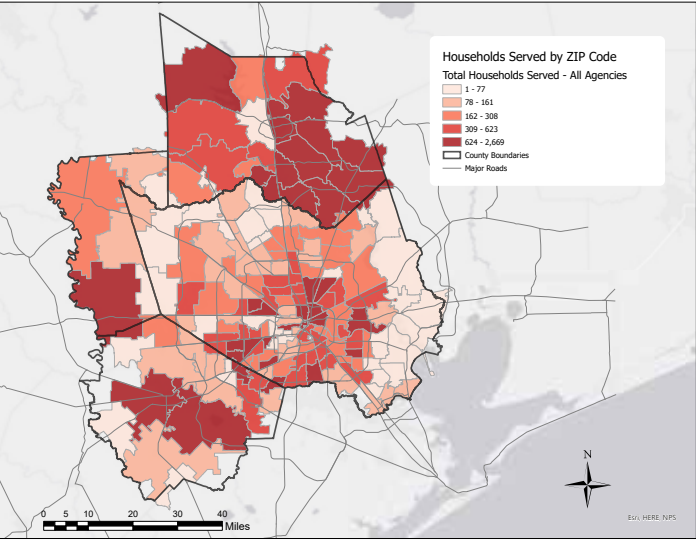 Households Served by ZIP Code
Total Households Served - All Agencies
1 - 77
78 - 161
162 - 308
309 - 623
624 - 2,669
County Boundaries
Major Roads
N
0 5 10 20 30 40
Miles
Esri, HERE, NPS